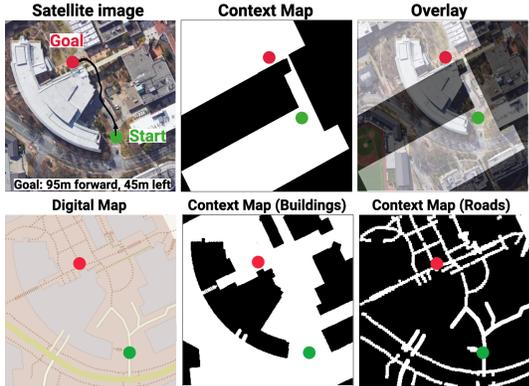 Satellite image
Context Map
Overlay
Goal
Start
Goal: 95m forward, 45m left
Digital Map
Context Map (Buildings)
Context Map (Roads)